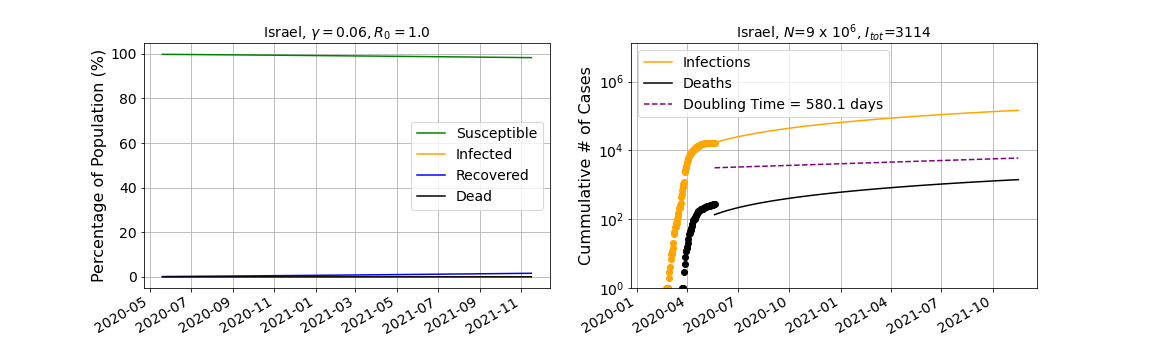 Israel, γ = 0.06, R₀ = 1.0
Percentage of Population (%)
100
80
60
40
20
0
Susceptible
Infected
Recovered
Dead
2020-05
2020-07
2020-09
2020-11
2021-01
2021-03
2021-05
2021-07
2021-09
2021-11
Israel, N=9 x 10⁶, Iₜₒₜ=3114
Cummulative # of Cases
10⁶
10⁴
10²
10⁰
Infections
Deaths
Doubling Time = 580.1 days
2020-01
2020-04
2020-07
2020-10
2021-01
2021-04
2021-07
2021-10